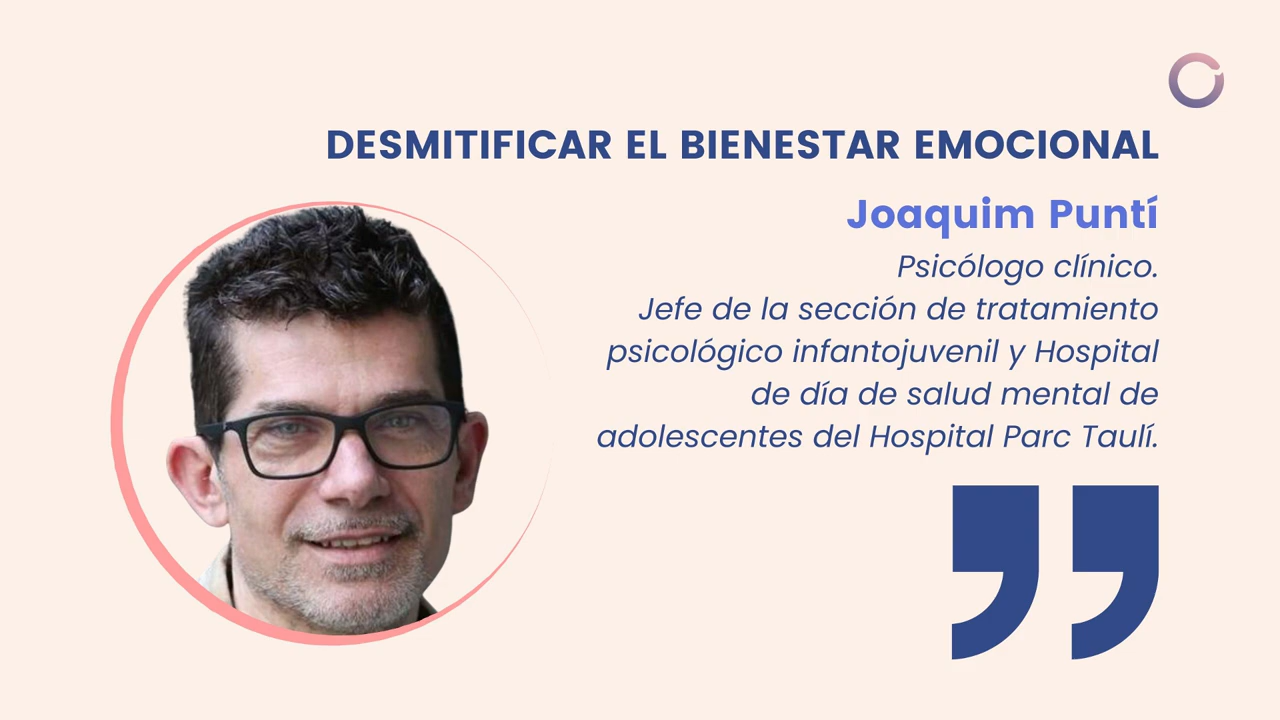 DESMITIFICAR EL BIENESTAR EMOCIONAL
Joaquim Puntí
Psicólogo clínico.
Jefe de la sección de tratamiento
psicológico infantojuvenil y Hospital
de día de salud mental de
adolescentes del Hospital Parc Taulí.